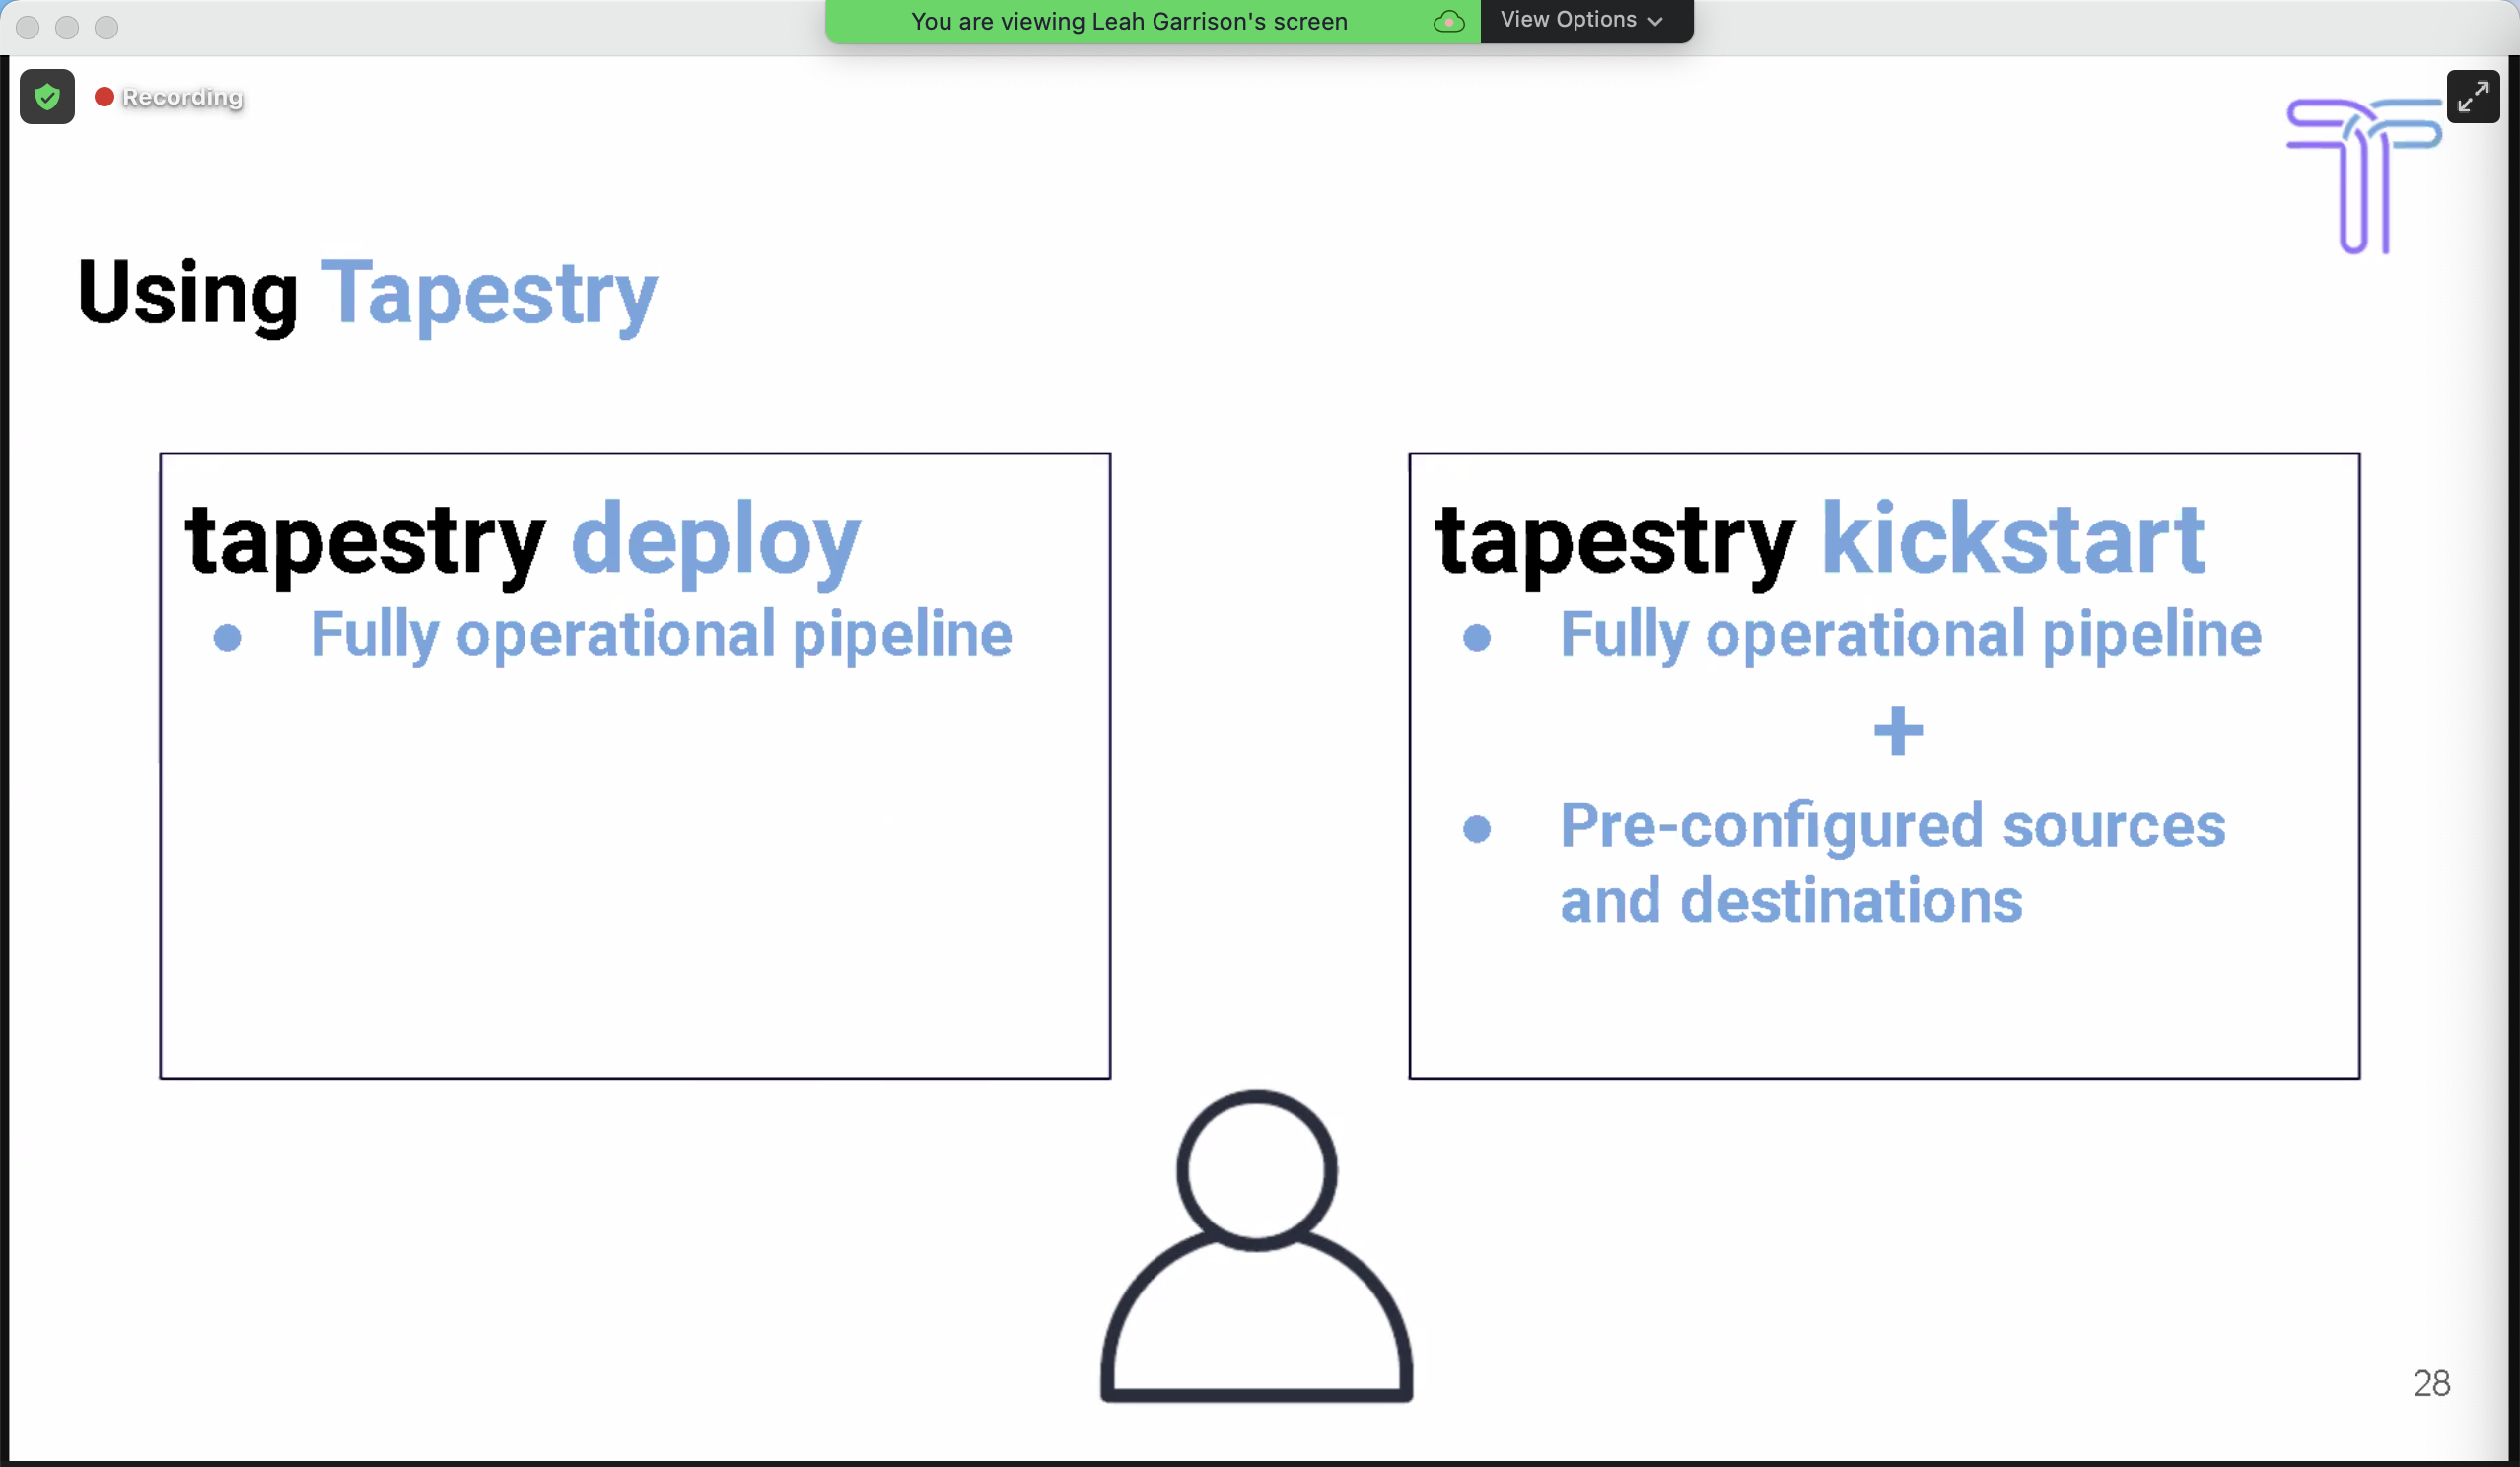 You are viewing Leah Garrison's screen
View Options
Recording
Using Tapestry
tapestry deploy
● Fully operational pipeline
tapestry kickstart
● Fully operational pipeline
+
● Pre-configured sources
and destinations
28